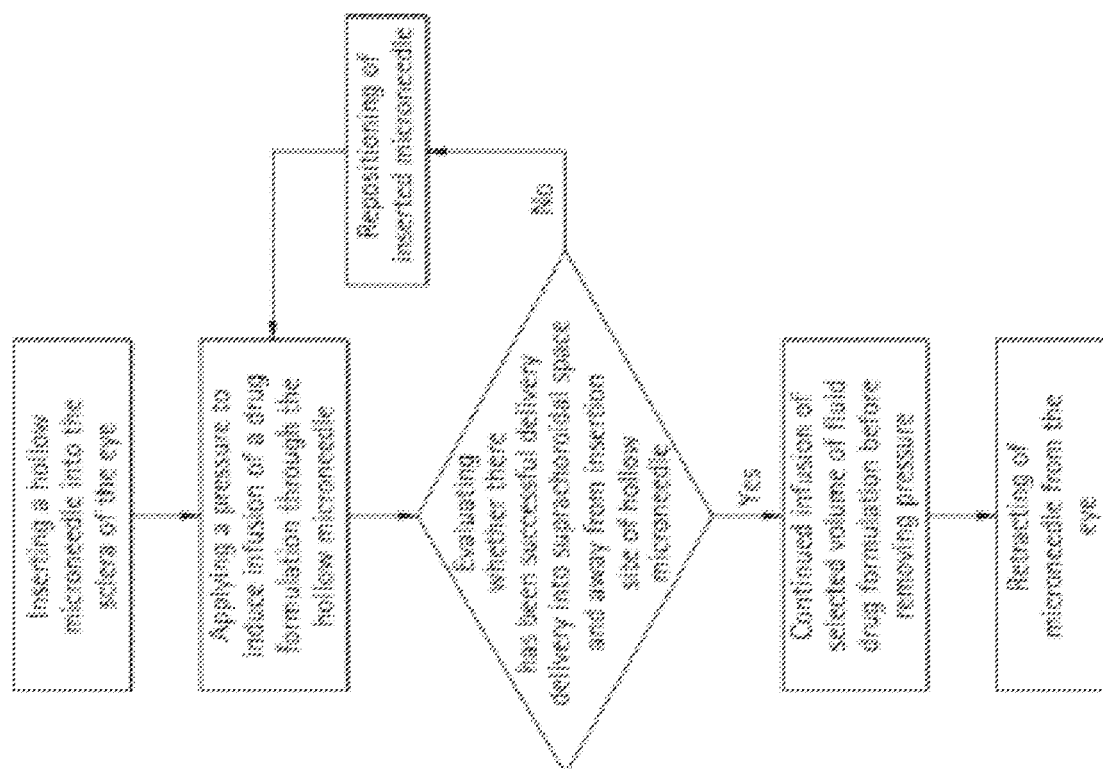 Inserting a hollow
microneedle into the
sclera of the eye
Applying a pressure to
induce infusion of a drug
formulation through the
hollow microneedle
Repositioning of
inserted microneedle
Evaluating
whether there
has been successful delivery
delivery into suprachoroidal space
and away from insertion
size of hollow
microneedle
No
Yes
Continued infusion of
selected volume of fluid
drug formulation before
removing pressure
Retracting of
microneedle from the
eye